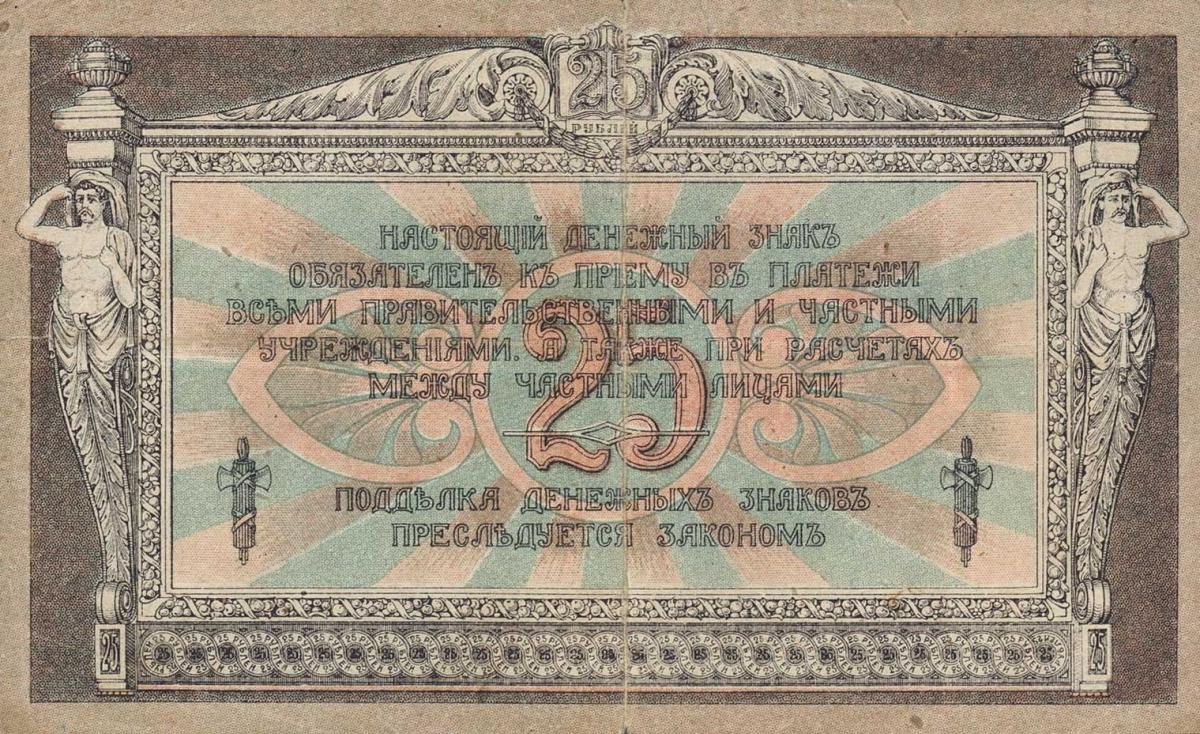 25
РУБЛЕЙ
НАСТОЯЩІЙ ДЕНЕЖНЫЙ ЗНАКЪ
ОБЯЗАТЕЛЕНЪ КЪ ПРІЕМУ ВЪ ПЛАТЕЖИ
ВСѢМИ ПРАВИТЕЛЬСТВЕННЫМИ И ЧАСТНЫМИ
УЧРЕЖДЕНІЯМИ. А ТАКЖЕ ПРИ РАСЧЕТАХЪ
МЕЖДУ ЧАСТНЫМИ ЛИЦАМИ
25
ПОДДѢЛКА ДЕНЕЖНЫХЪ ЗНАКОВЪ
ПРЕСЛѢДУЕТСЯ ЗАКОНОМЪ
25 25